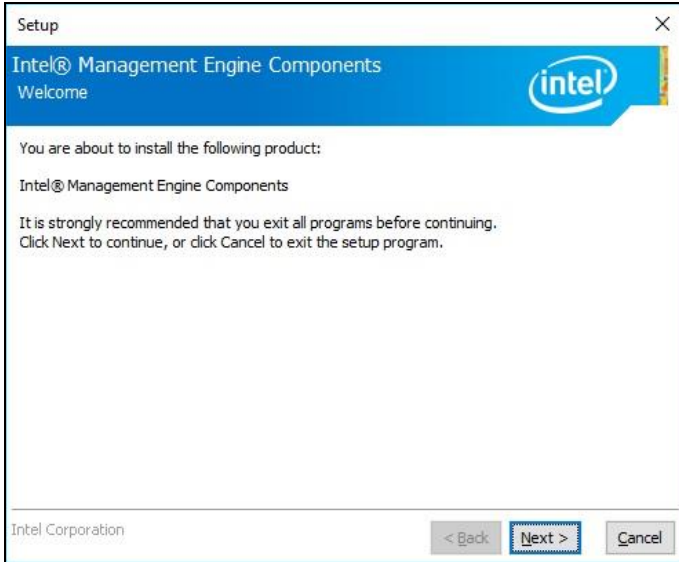 Setup
Intel® Management Engine Components
Welcome
intel
You are about to install the following product:
Intel® Management Engine Components
It is strongly recommended that you exit all programs before continuing.
Click Next to continue, or click Cancel to exit the setup program.
Intel Corporation
< Back Next > Cancel